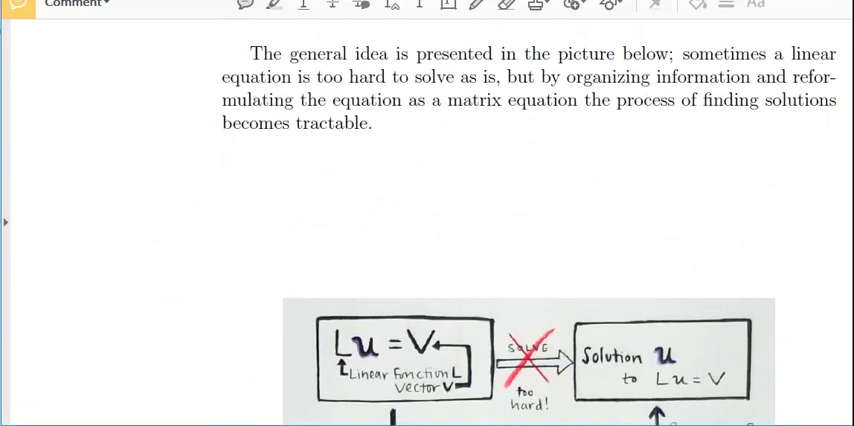 Comment
Ad
The general idea is presented in the picture below; sometimes a linear
equation is too hard to solve as is, but by organizing information and refor-
mulating the equation as a matrix equation the process of finding solutions
becomes tractable.
Lu = V
Linear function L
vector V
SOLVE
too
hard!
Solution u
to Lu = V